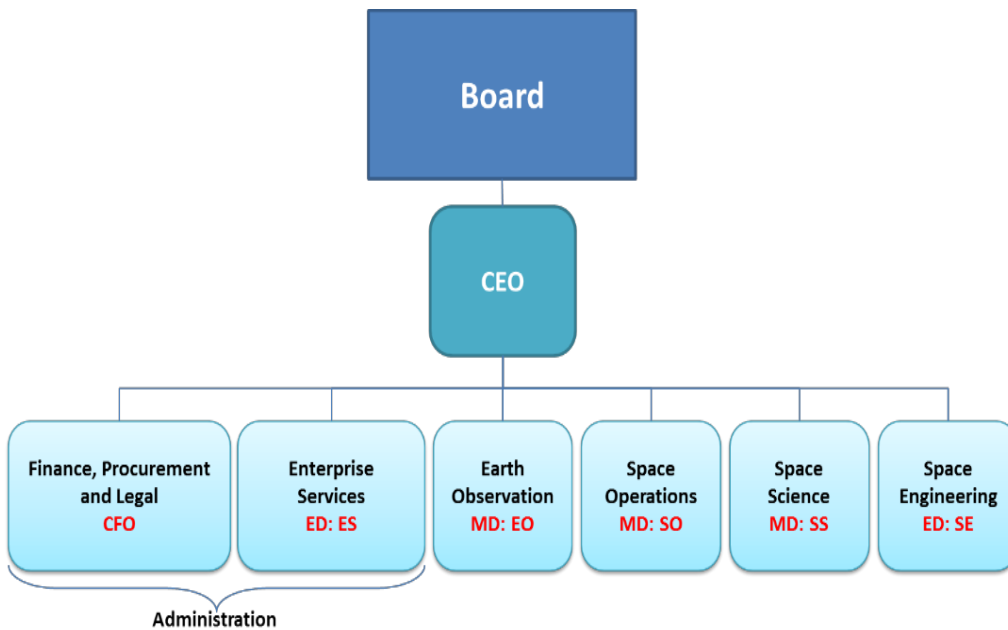 Board
CEO
Finance, Procurement
and Legal
CFO
Enterprise
Services
ED: ES
Earth
Observation
MD: EO
Space
Operations
MD: SO
Space
Science
MD: SS
Space
Engineering
ED: SE
Administration